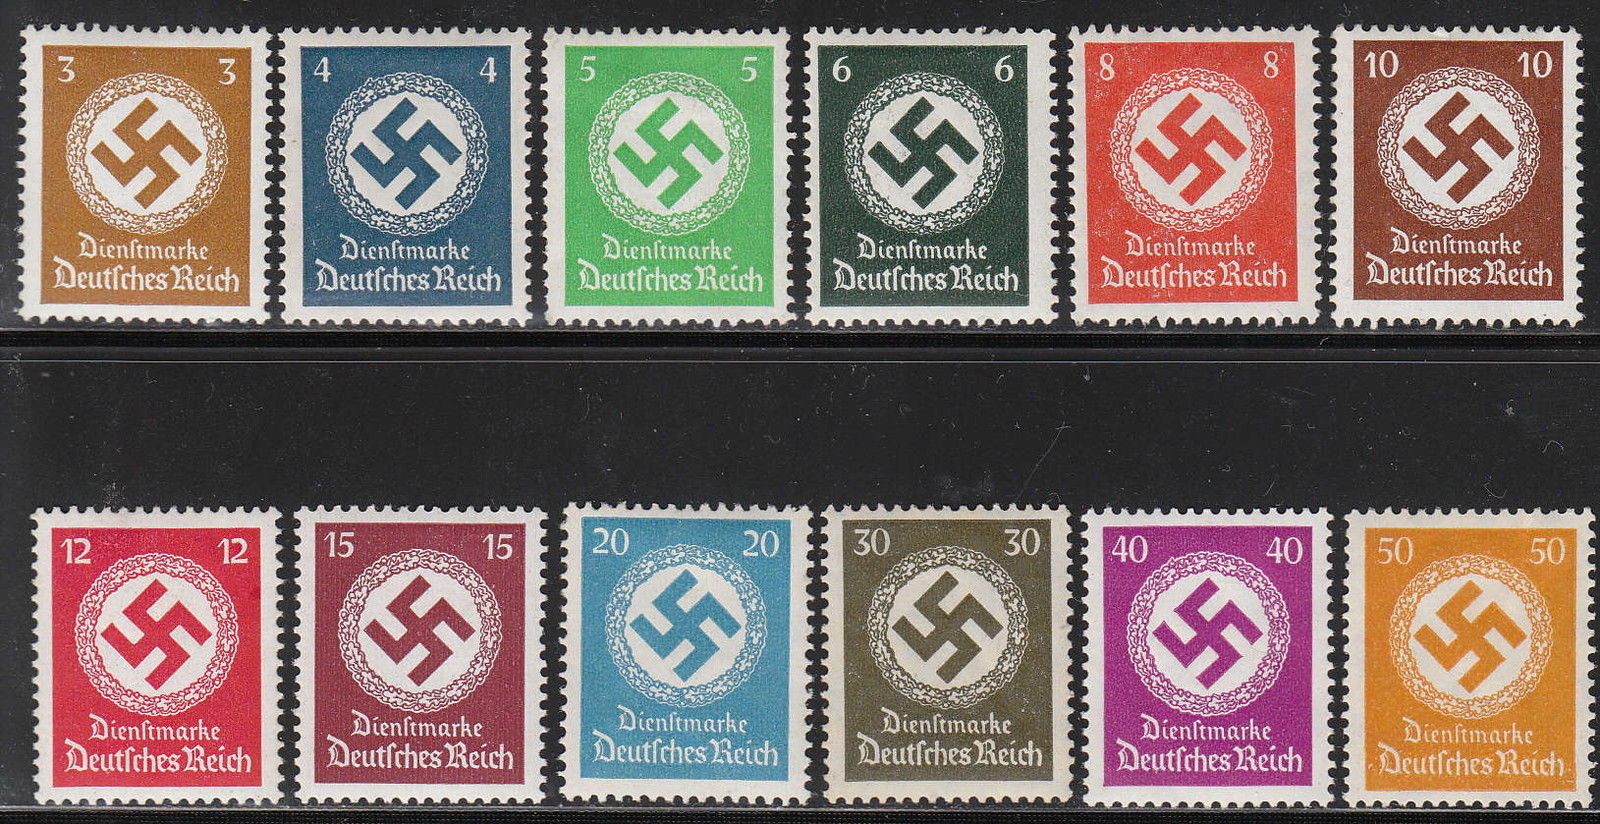 3 3
Dienſtmarke
Deutſches Reich
4 4
Dienſtmarke
Deutſches Reich
5 5
Dienſtmarke
Deutſches Reich
6 6
Dienſtmarke
Deutſches Reich
8 8
Dienſtmarke
Deutſches Reich
10 10
Dienſtmarke
Deutſches Reich
12 12
Dienſtmarke
Deutſches Reich
15 15
Dienſtmarke
Deutſches Reich
20 20
Dienſtmarke
Deutſches Reich
30 30
Dienſtmarke
Deutſches Reich
40 40
Dienſtmarke
Deutſches Reich
50 50
Dienſtmarke
Deutſches Reich